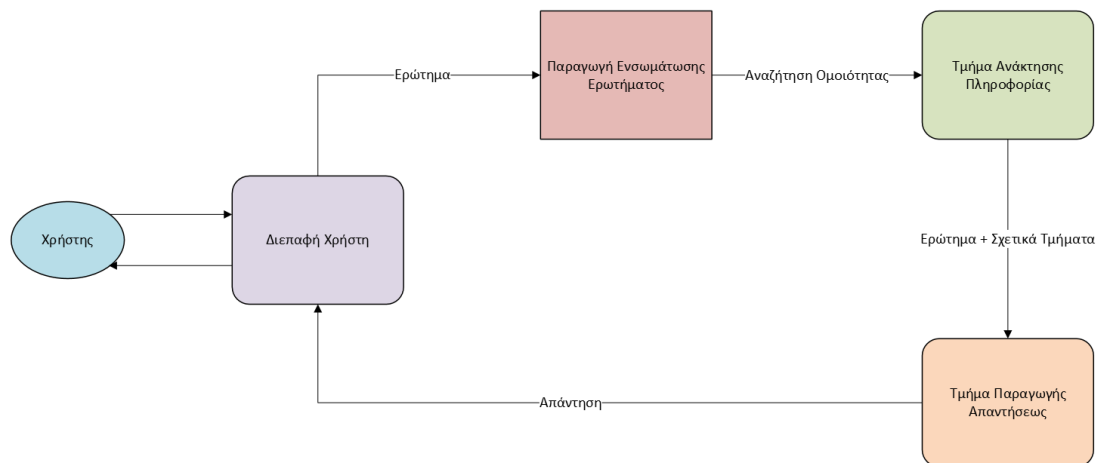 Ερώτημα
Παραγωγή Ενσωμάτωσης
Ερωτήματος
Αναζήτηση Ομοιότητας
Τμήμα Ανάκτησης
Πληροφορίας
Χρήστης
Διεπαφή Χρήστη
Ερώτημα + Σχετικά Τμήματα
Απάντηση
Τμήμα Παραγωγής
Απαντήσεως